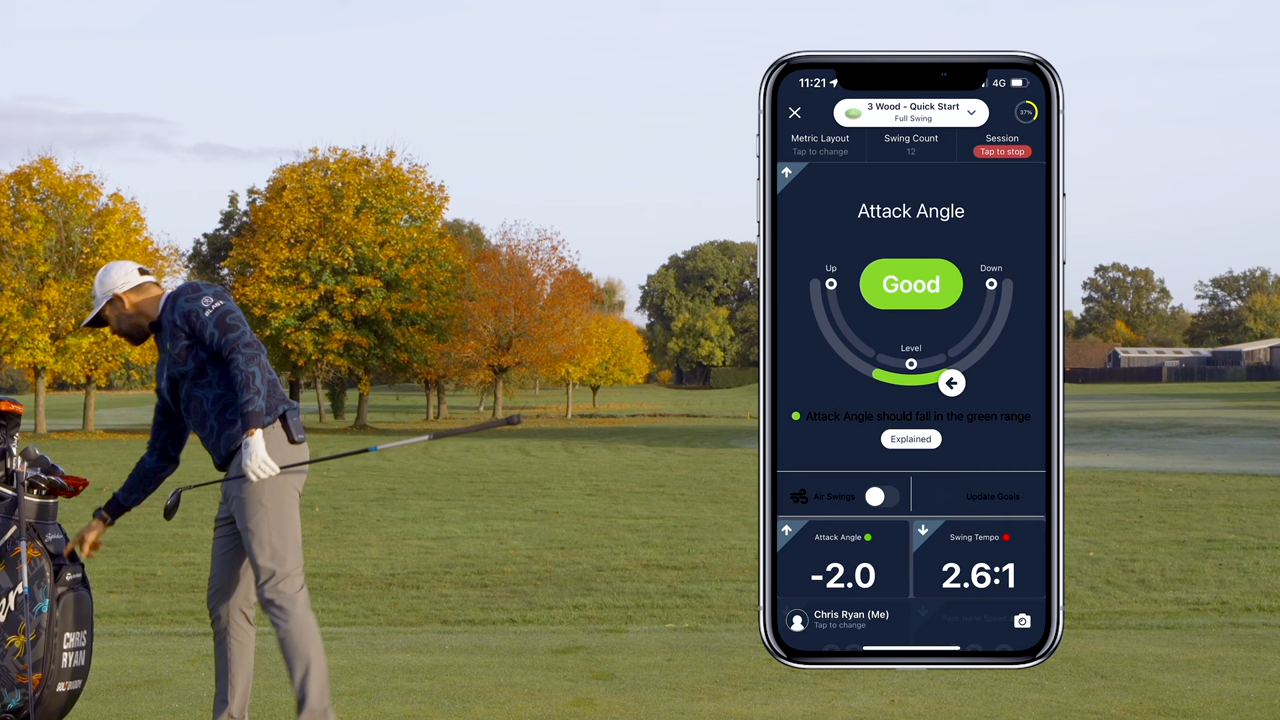 11:21
4G
3 Wood - Quick Start
Full Swing
37%
Metric Layout
Tap to change
Swing Count
12
Session
Tap to stop
Attack Angle
Up
Good
Down
Level
Attack Angle should fall in the green range
Explained
Air Swings
Update Goals
Attack Angle
-2.0
Swing Tempo
2.6:1
Chris Ryan (Me)
Tap to change
BLAST
CHRIS
RYAN